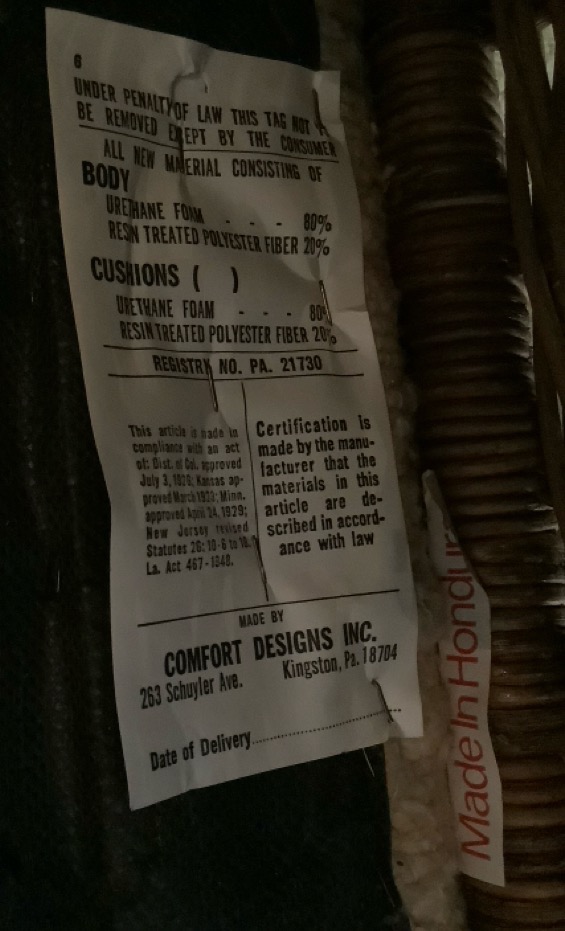 6
UNDER PENALTY OF LAW THIS TAG NOT
BE REMOVED EXEPT BY THE CONSUMER
ALL NEW MATERIAL CONSISTING OF
BODY
URETHANE FOAM - - - 80%
RESIN TREATED POLYESTER FIBER 20%
CUSHIONS ( )
URETHANE FOAM - - - 80%
RESIN TREATED POLYESTER FIBER 20%
REGISTRY NO. PA. 21730
This article is made in
compliance with an act
of: Dist. of Col. approved
July 3, 1926; Kansas ap-
proved March 1923; Minn.
approved April 24, 1929;
New Jersey revised
Statutes 26: 10-6 to
La. Act 467-1948.
Certification is
made by the manu-
facturer that the
materials in this
article are de-
scribed in accord-
ance with law
MADE BY
COMFORT DESIGNS INC.
263 Schuyler Ave. Kingston, Pa. 18704
Date of Delivery
Made In Hondur